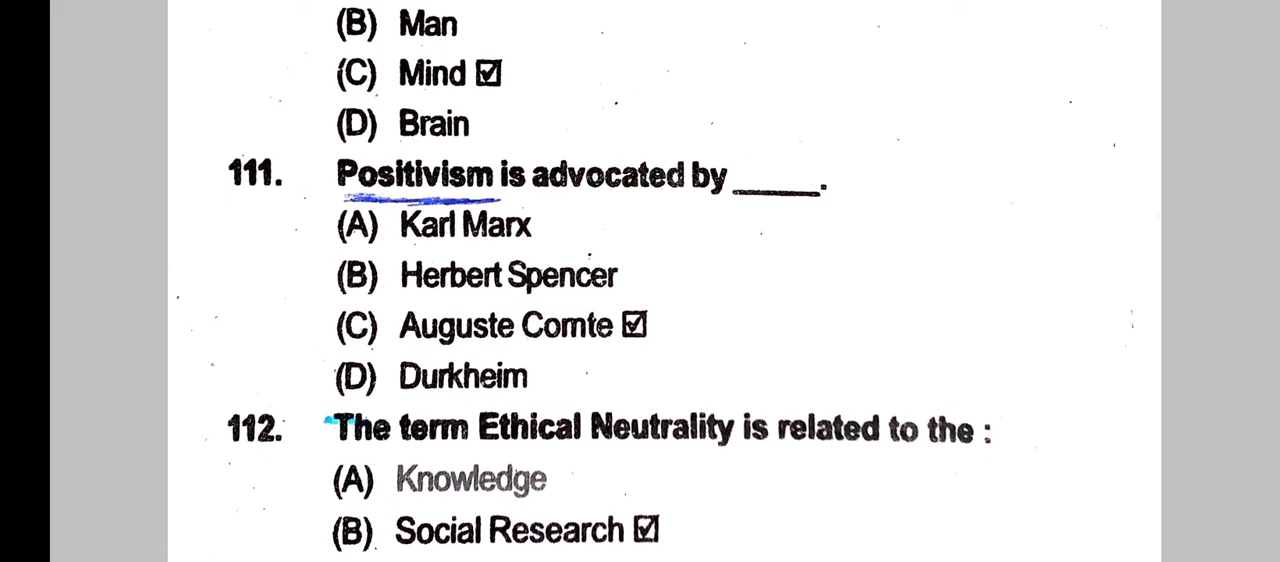 (B) Man
(C) Mind ☑
(D) Brain
111. Positivism is advocated by _____.
(A) Karl Marx
(B) Herbert Spencer
(C) Auguste Comte ☑
(D) Durkheim
112. The term Ethical Neutrality is related to the :
(A) Knowledge
(B) Social Research ☑